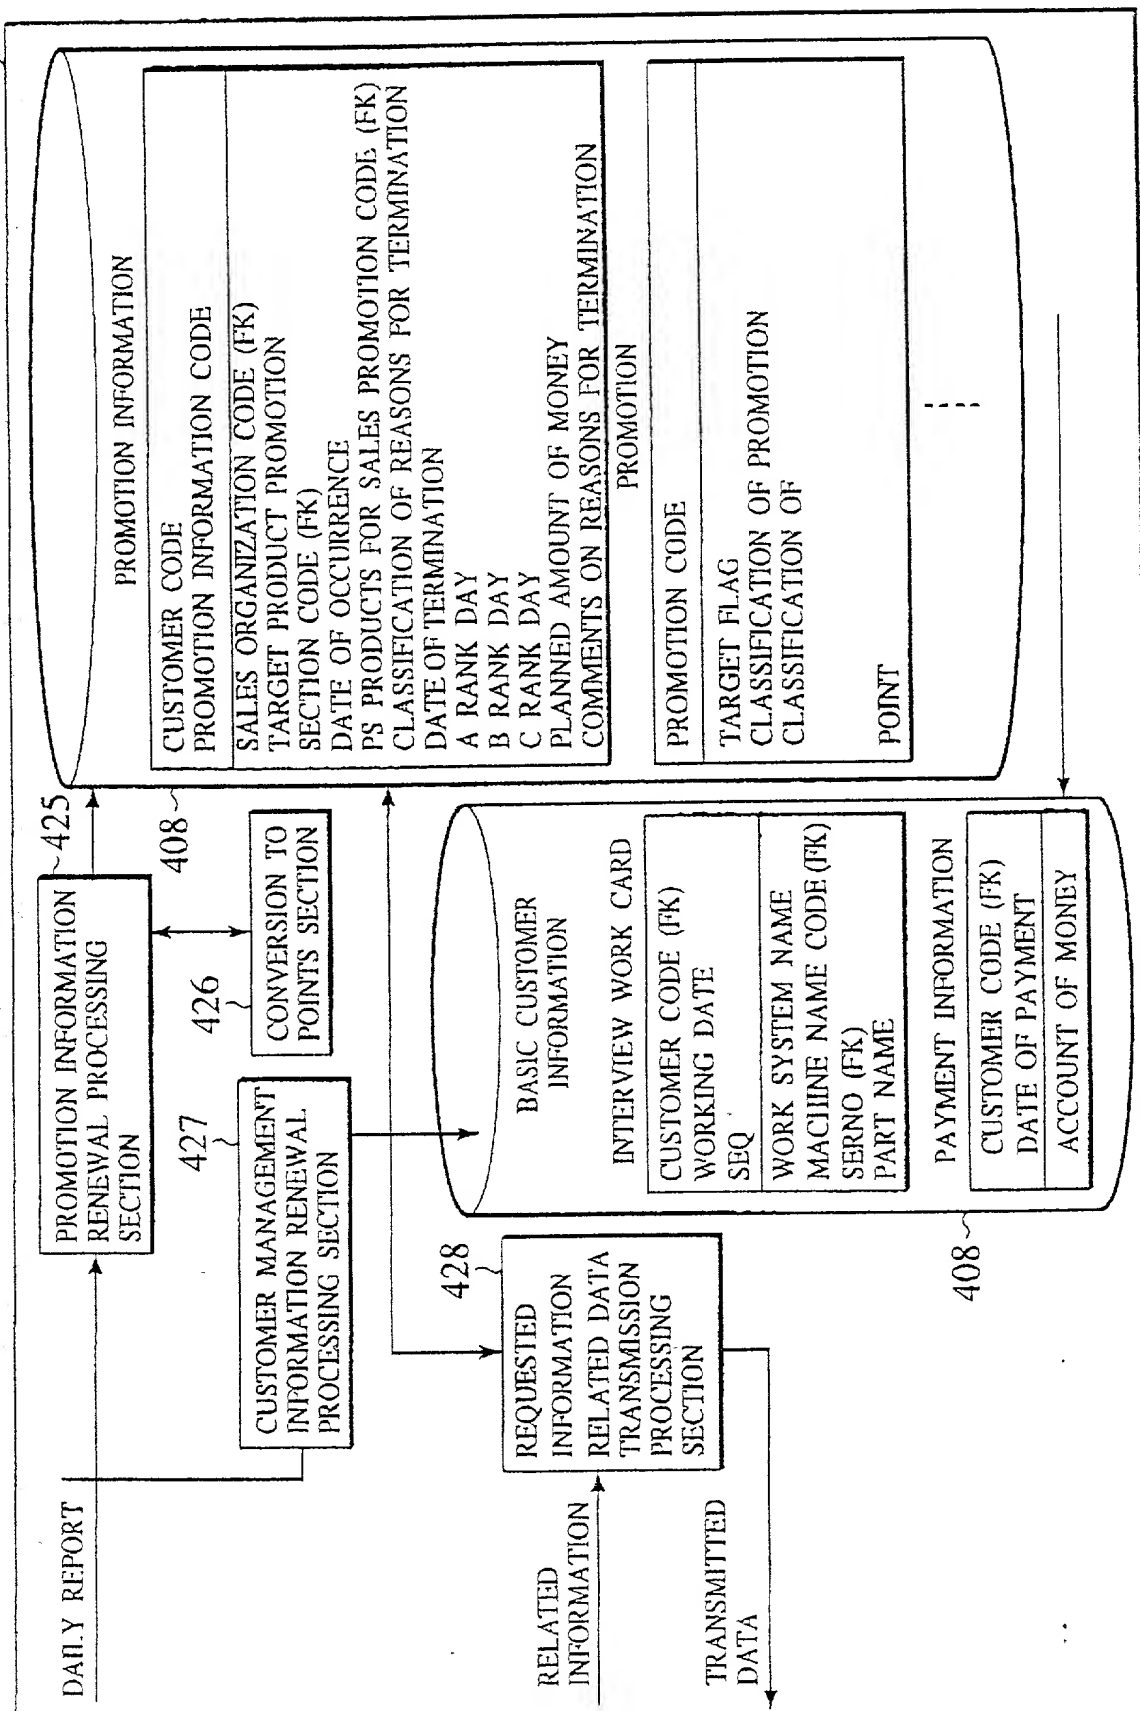 DAILY REPORT
PROMOTION INFORMATION
RENEWAL PROCESSING
SECTION
425
426
CONVERSION TO
POINTS SECTION
427
CUSTOMER MANAGEMENT
INFORMATION RENEWAL
PROCESSING SECTION
RELATED
INFORMATION
428
REQUESTED
INFORMATION
RELATED DATA
TRANSMISSION
PROCESSING
SECTION
TRANSMITTED
DATA
408
PROMOTION INFORMATION
CUSTOMER CODE
PROMOTION INFORMATION CODE
SALES ORGANIZATION CODE (FK)
TARGET PRODUCT PROMOTION
SECTION CODE (FK)
DATE OF OCCURRENCE
PS PRODUCTS FOR SALES PROMOTION CODE (FK)
CLASSIFICATION OF REASONS FOR TERMINATION
DATE OF TERMINATION
A RANK DAY
B RANK DAY
C RANK DAY
PLANNED AMOUNT OF MONEY
COMMENTS ON REASONS FOR TERMINATION
PROMOTION
PROMOTION CODE
TARGET FLAG
CLASSIFICATION OF PROMOTION
CLASSIFICATION OF
POINT
BASIC CUSTOMER
INFORMATION
INTERVIEW WORK CARD
CUSTOMER CODE (FK)
WORKING DATE
SEQ
WORK SYSTEM NAME
MACHINE NAME CODE (FK)
SERNO (FK)
PART NAME
PAYMENT INFORMATION
CUSTOMER CODE (FK)
DATE OF PAYMENT
ACCOUNT OF MONEY
408